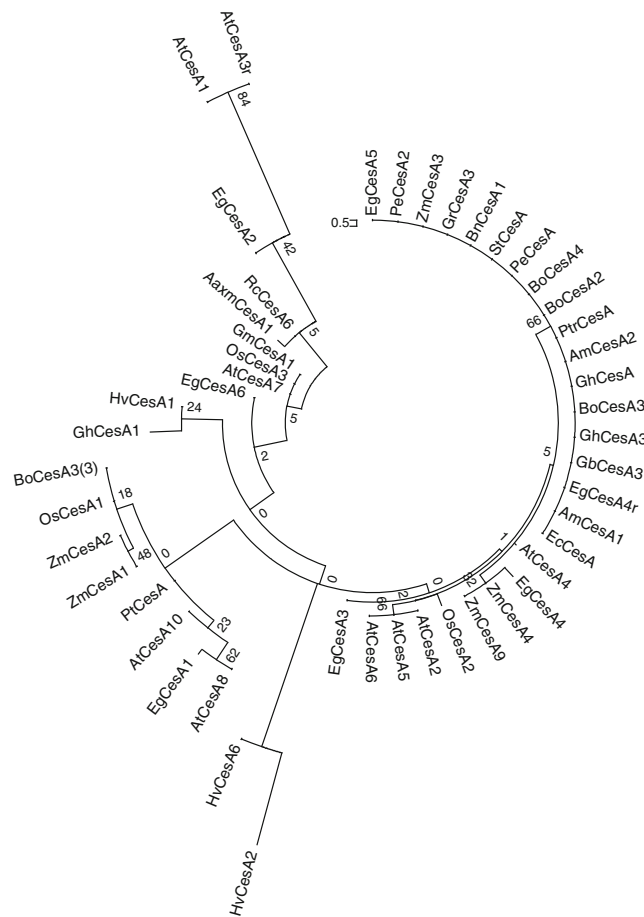 AtCesA3r
AtCesA1
84
EgCesA2
42
RcCesA6
AaxmCesA1
5
GmCesA1
OsCesA3
AtCesA7
5
EgCesA6
2
HvCesA1
24
GhCesA1
0
BoCesA3(3)
18
OsCesA1
ZmCesA2
48
ZmCesA1
0
PtCesA
23
AtCesA10
62
EgCesA1
AtCesA8
HvCesA6
HvCesA2
0
EgCesA3
AtCesA6
66
AtCesA5
2
AtCesA2
0
OsCesA2
ZmCesA9
ZmCesA4
EgCesA4
AtCesA4
1
5
EcCesA
AmCesA1
EgCesA4r
GbCesA3
GhCesA3
BoCesA3
GhCesA
AmCesA2
PtrCesA
66
BoCesA2
BoCesA4
PeCesA
StCesA
BnCesA1
GrCesA3
ZmCesA3
PeCesA2
EgCesA5
0.5